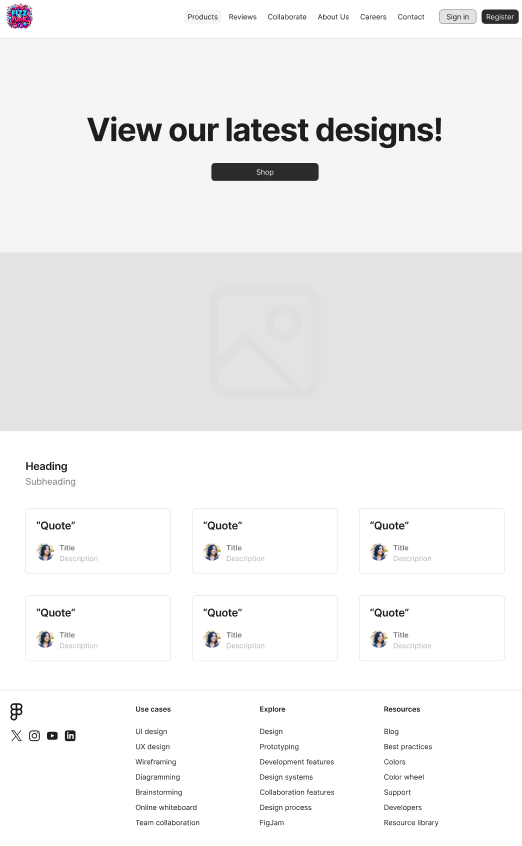 Products Reviews Collaborate About Us Careers Contact Sign in Register
View our latest designs!
Shop
Heading
Subheading
“Quote” “Quote” “Quote”
Title Title Title
Description Description Description
“Quote” “Quote” “Quote”
Title Title Title
Description Description Description
Use cases Explore Resources
UI design Design Blog
UX design Prototyping Best practices
Wireframing Development features Colors
Diagramming Design systems Color wheel
Brainstorming Collaboration features Support
Online whiteboard Design process Developers
Team collaboration FigJam Resource library